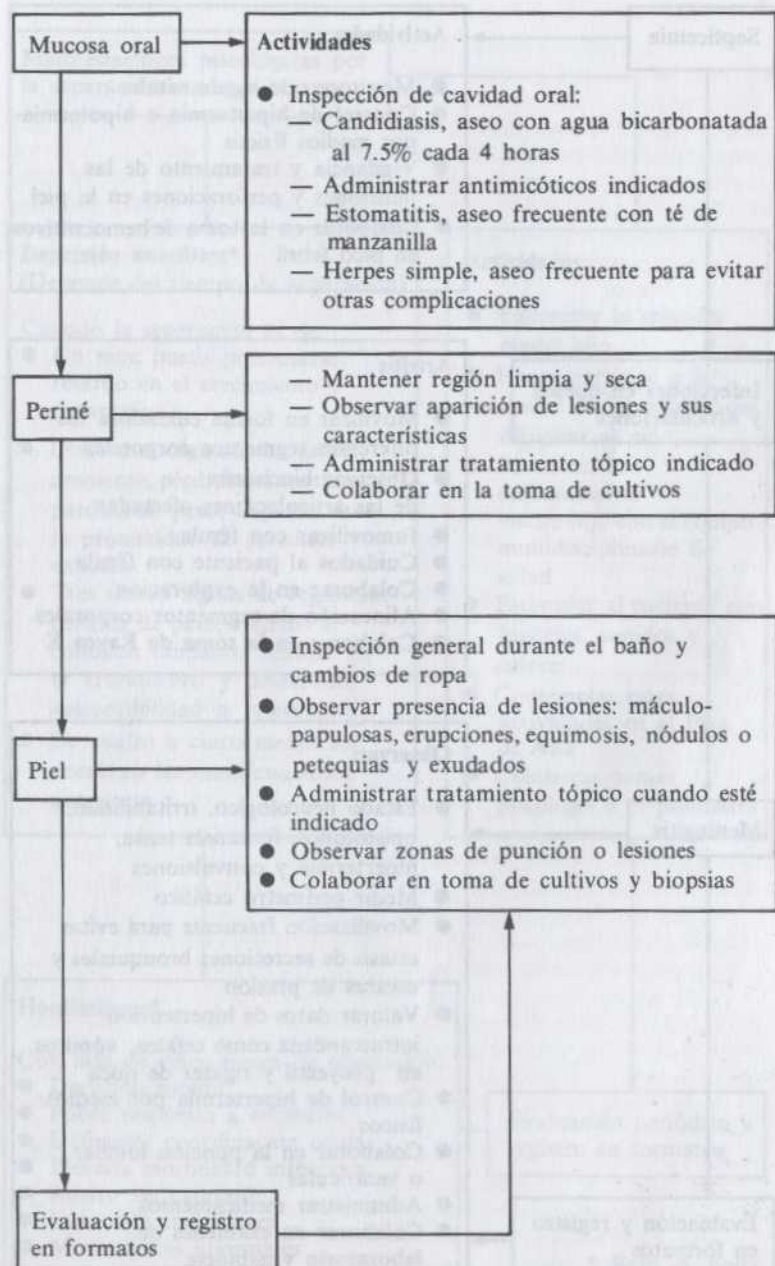 Mucosa oral
Actividades
● Inspección de cavidad oral:
— Candidiasis, aseo con agua bicarbonatada
al 7.5% cada 4 horas
— Administrar antimicóticos indicados
— Estomatitis, aseo frecuente con té de
manzanilla
— Herpes simple, aseo frecuente para evitar
otras complicaciones
Periné
— Mantener región limpia y seca
— Observar aparición de lesiones y sus
características
— Administrar tratamiento tópico indicado
— Colaborar en la toma de cultivos
Piel
● Inspección general durante el baño y
cambios de ropa
● Observar presencia de lesiones: máculo-
papulosas, erupciones, equimosis, nódulos o
petequias y exudados
● Administrar tratamiento tópico cuando esté
indicado
● Observar zonas de punción o lesiones
● Colaborar en toma de cultivos y biopsias
Evaluación y registro
en formatos